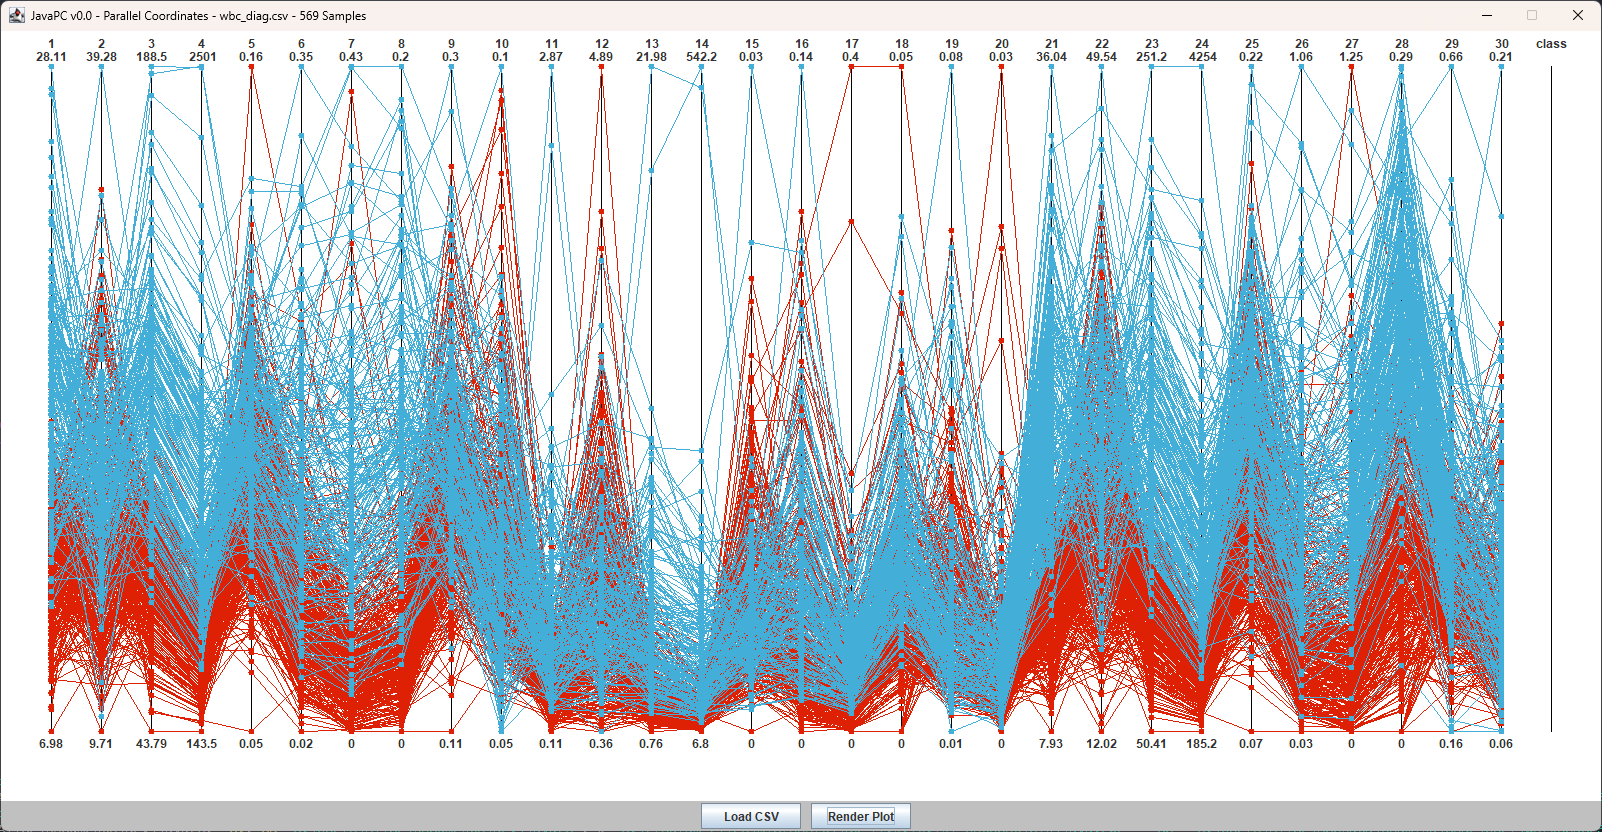 JavaPC v0.0 - Parallel Coordinates - wbc_diag.csv - 569 Samples
1 2 3 4 5 6 7 8 9 10 11 12 13 14 15 16 17 18 19 20 21 22 23 24 25 26 27 28 29 30 class
28.11 39.28 188.5 2501 0.16 0.35 0.43 0.2 0.3 0.1 2.87 4.89 21.98 542.2 0.03 0.14 0.4 0.05 0.08 0.03 36.04 49.54 251.2 4254 0.22 1.06 1.25 0.29 0.66 0.21
6.98 9.71 43.79 143.5 0.05 0.02 0 0 0.11 0.05 0.11 0.36 0.76 6.8 0 0 0 0 0.01 0 7.93 12.02 50.41 185.2 0.07 0.03 0 0 0.16 0.06
Load CSV Render Plot